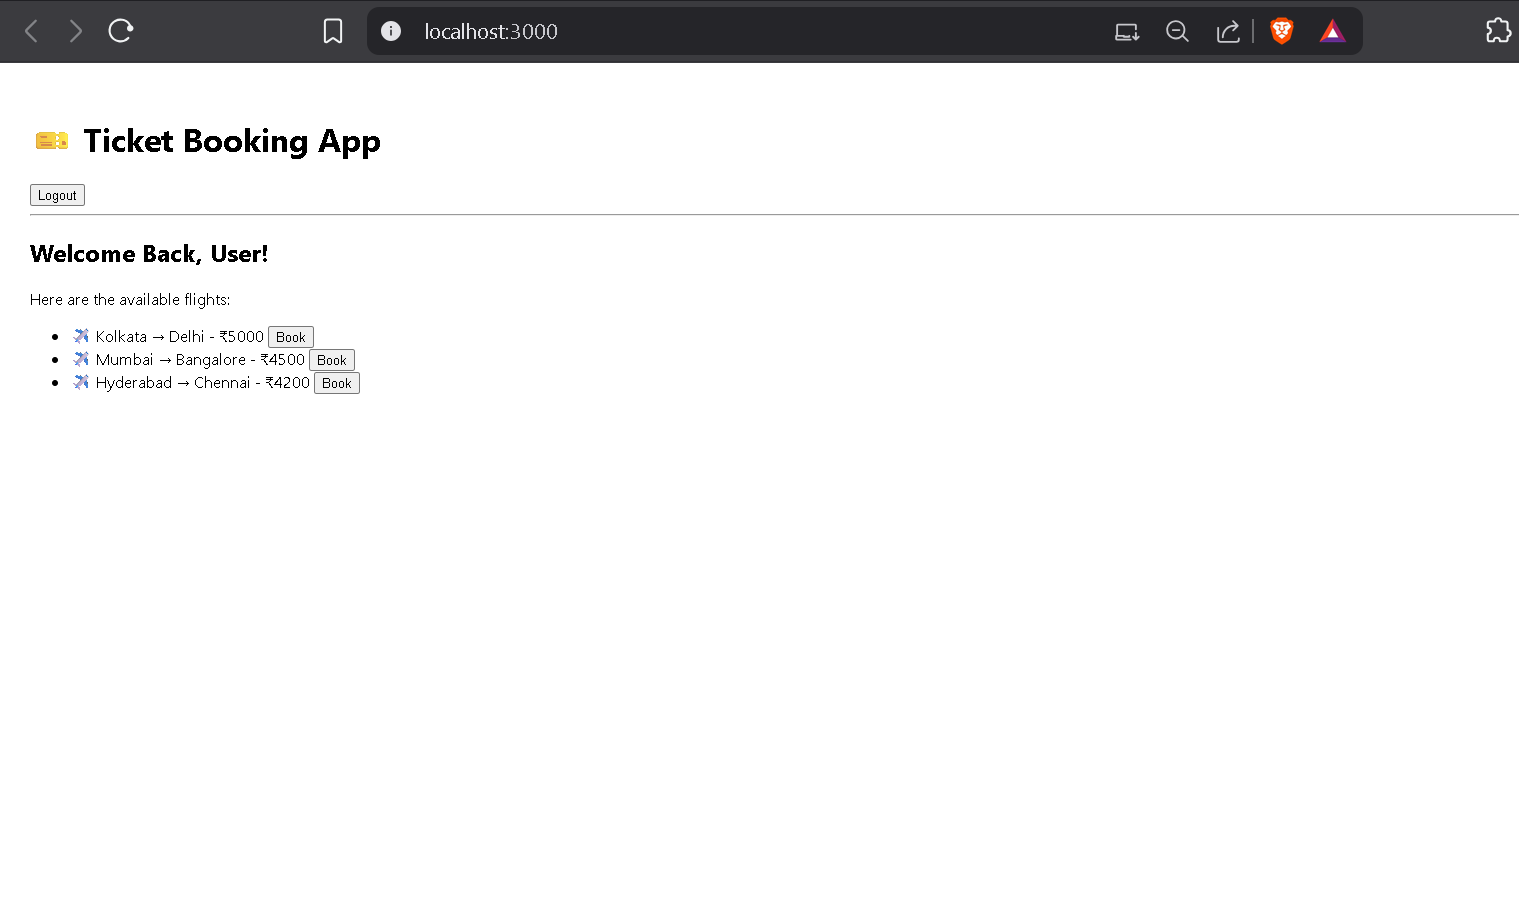 localhost:3000
🎫 Ticket Booking App
Logout
Welcome Back, User!
Here are the available flights:
• ✈️ Kolkata → Delhi - ₹5000 Book
• ✈️ Mumbai → Bangalore - ₹4500 Book
• ✈️ Hyderabad → Chennai - ₹4200 Book